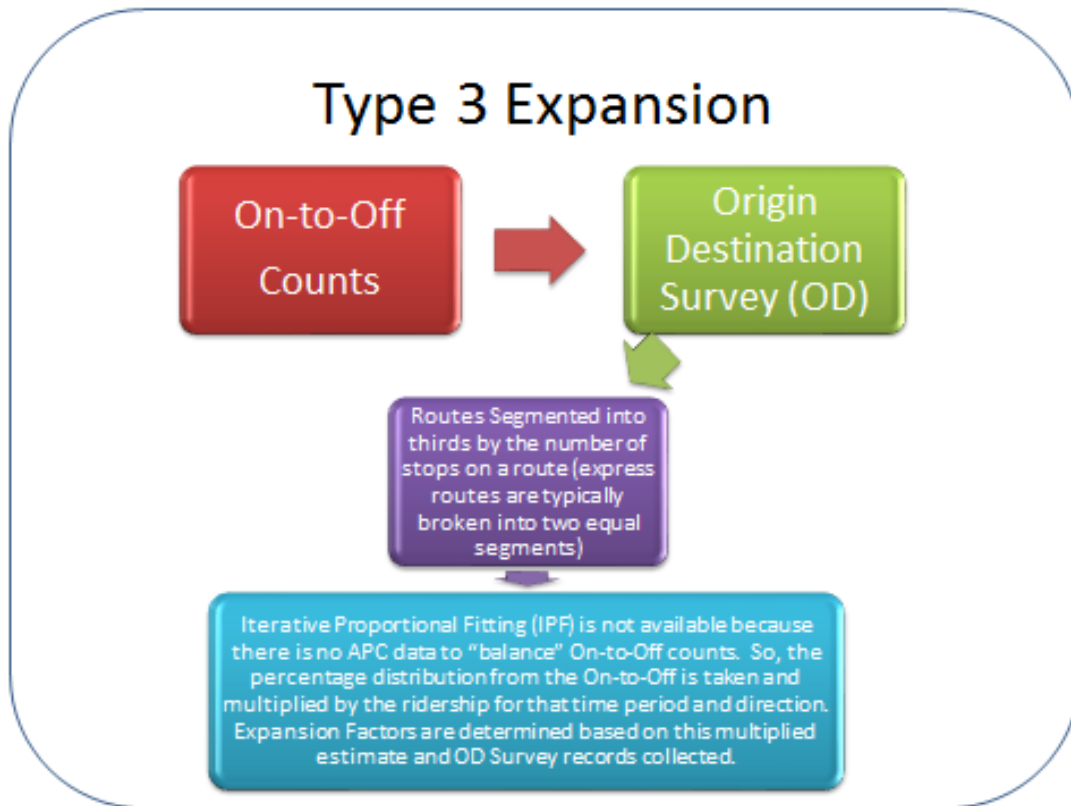 Type 3 Expansion
On-to-Off
Counts
Origin
Destination
Survey (OD)
Routes Segmented into
thirds by the number of
stops on a route (express
routes are typically
broken into two equal
segments)
Iterative Proportional Fitting (IPF) is not available because
there is no APC data to “balance” On-to-Off counts. So, the
percentage distribution from the On-to-Off is taken and
multiplied by the ridership for that time period and direction.
Expansion Factors are determined based on this multiplied
estimate and OD Survey records collected.